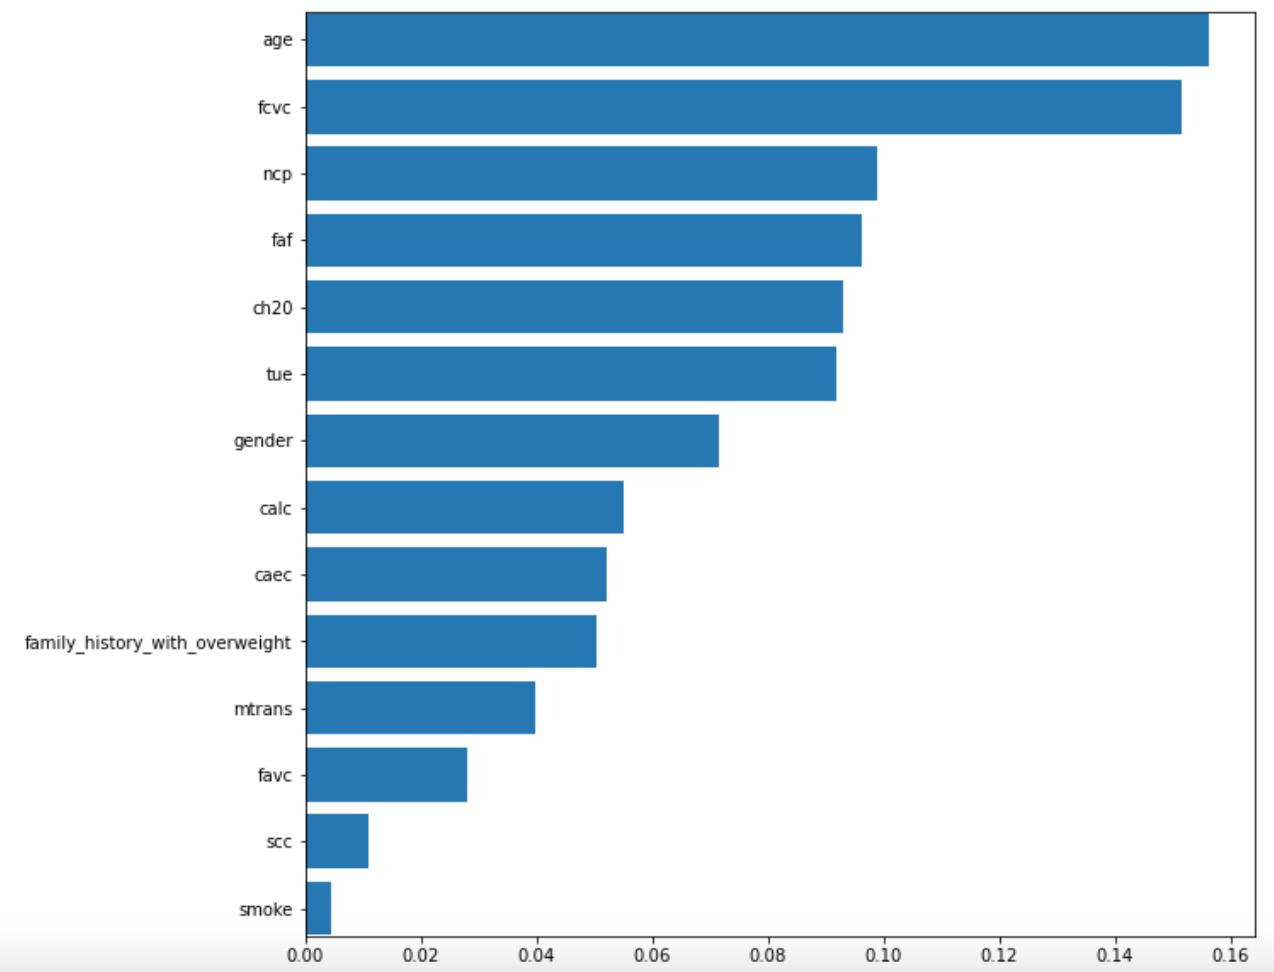 age
fcvc
ncp
faf
ch20
tue
gender
calc
caec
family_history_with_overweight
mtrans
favc
scc
smoke
0.00 0.02 0.04 0.06 0.08 0.10 0.12 0.14 0.16